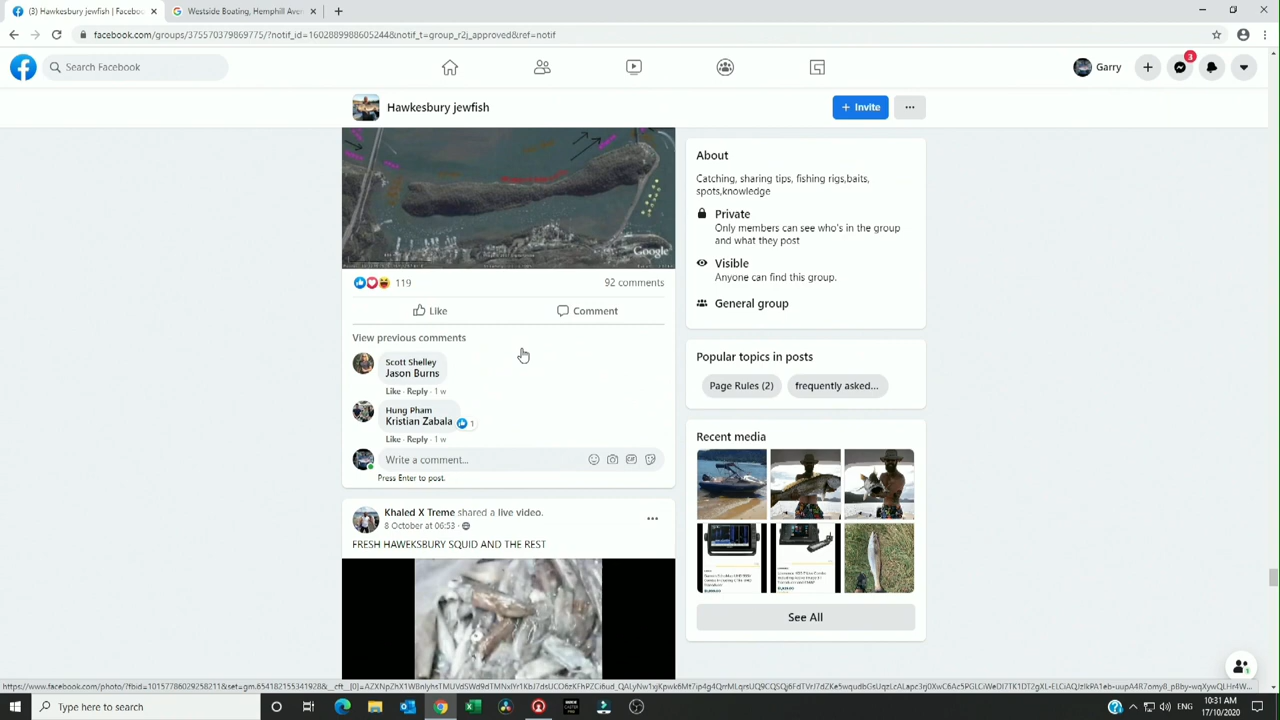 (3) Hawkesbury jewfish | Faceboo
Westside Boating, Hemphill Aven
facebook.com/groups/375570379869775/?notif_id=1602889988605244&notif_t=group_r2j_approved&ref=notif
Search Facebook
Garry
3
Hawkesbury jewfish
+ Invite
Google
119
92 comments
Like
Comment
View previous comments
Scott Shelley
Jason Burns
Like · Reply · 1 w
Hung Pham
Kristian Zabala
1
Like · Reply · 1 w
Write a comment...
GIF
Press Enter to post.
Khaled X Treme shared a live video.
8 October at 06:53 ·
FRESH HAWEKSBURY SQUID AND THE REST
About
Catching, sharing tips, fishing rigs,baits,
spots,knowledge
Private
Only members can see who's in the group
and what they post
Visible
Anyone can find this group.
General group
Popular topics in posts
Page Rules (2)
frequently asked...
Recent media
See All
Type here to search
ENG
10:31 AM
17/10/2020